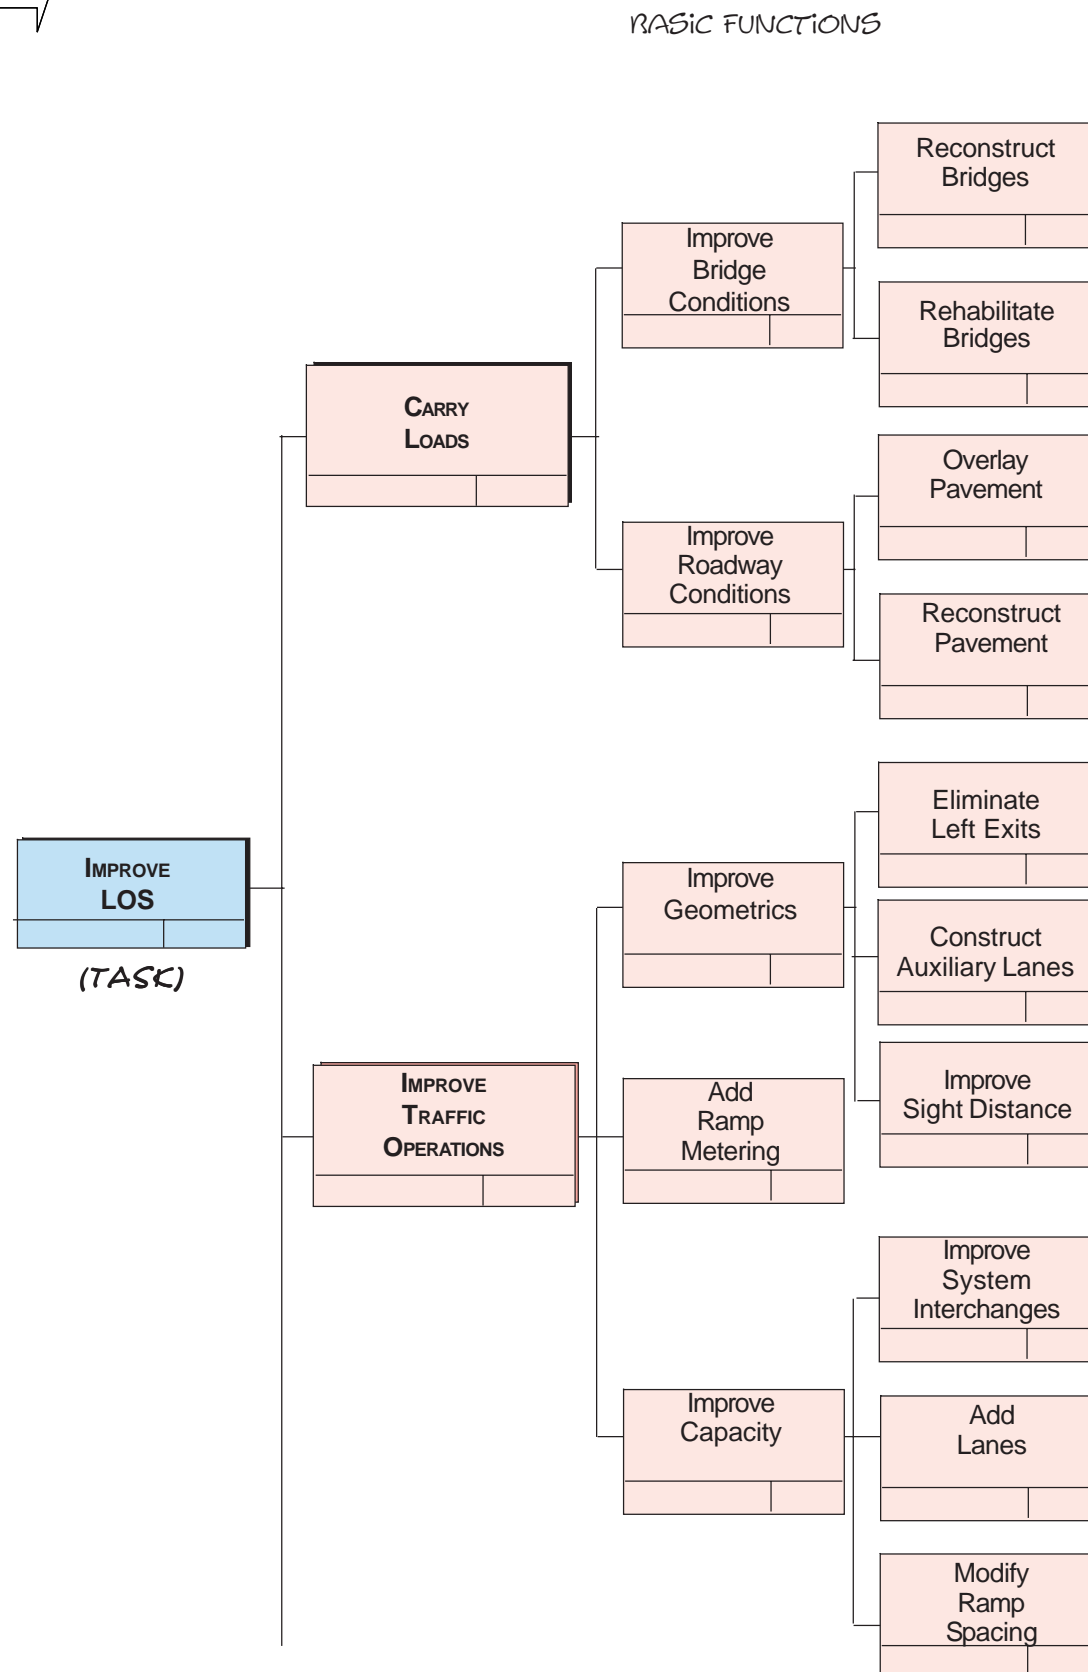 BASIC FUNCTIONS
Reconstruct
Bridges
Improve
Bridge
Conditions
Rehabilitate
Bridges
CARRY
LOADS
Overlay
Pavement
Improve
Roadway
Conditions
Reconstruct
Pavement
Eliminate
Left Exits
IMPROVE
LOS
(TASK)
Improve
Geometrics
Construct
Auxiliary Lanes
Improve
Sight Distance
IMPROVE
TRAFFIC
OPERATIONS
Add
Ramp
Metering
Improve
System
Interchanges
Improve
Capacity
Add
Lanes
Modify
Ramp
Spacing